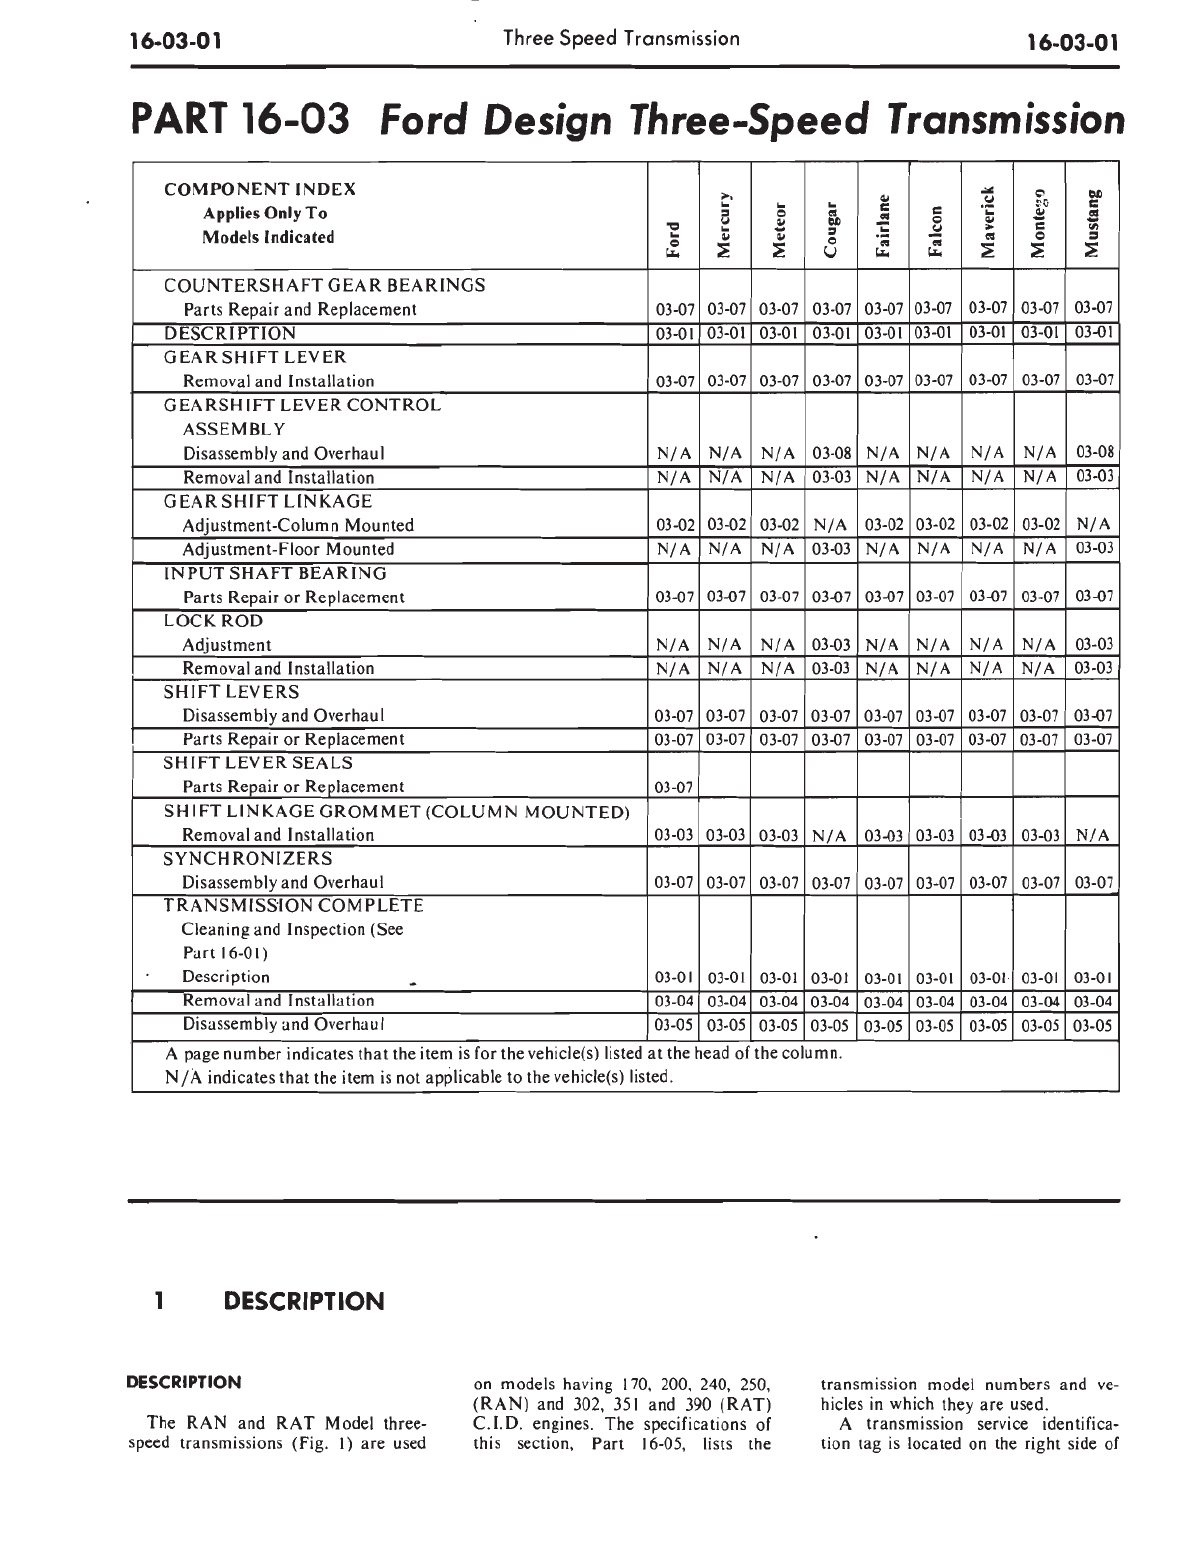 16-03-01 Three Speed Transmission 16-03-01
PART 16-03 Ford Design Three-Speed Transmission
COMPONENT INDEX
Applies Only To
Models Indicated
Ford Mercury Meteor Cougar Fairlane Falcon Maverick Montego Mustang
COUNTERSHAFT GEAR BEARINGS
Parts Repair and Replacement 03-07 03-07 03-07 03-07 03-07 03-07 03-07 03-07 03-07
DESCRIPTION 03-01 03-01 03-01 03-01 03-01 03-01 03-01 03-01 03-01
GEAR SHIFT LEVER
Removal and Installation 03-07 03-07 03-07 03-07 03-07 03-07 03-07 03-07 03-07
GEARSHIFT LEVER CONTROL
ASSEMBLY
Disassembly and Overhaul N/A N/A N/A 03-08 N/A N/A N/A N/A 03-08
Removal and Installation N/A N/A N/A 03-03 N/A N/A N/A N/A 03-03
GEAR SHIFT LINKAGE
Adjustment-Column Mounted 03-02 03-02 03-02 N/A 03-02 03-02 03-02 03-02 N/A
Adjustment-Floor Mounted N/A N/A N/A 03-03 N/A N/A N/A N/A 03-03
INPUT SHAFT BEARING
Parts Repair or Replacement 03-07 03-07 03-07 03-07 03-07 03-07 03-07 03-07 03-07
LOCK ROD
Adjustment N/A N/A N/A 03-03 N/A N/A N/A N/A 03-03
Removal and Installation N/A N/A N/A 03-03 N/A N/A N/A N/A 03-03
SHIFT LEVERS
Disassembly and Overhaul 03-07 03-07 03-07 03-07 03-07 03-07 03-07 03-07 03-07
Parts Repair or Replacement 03-07 03-07 03-07 03-07 03-07 03-07 03-07 03-07 03-07
SHIFT LEVER SEALS
Parts Repair or Replacement 03-07
SHIFT LINKAGE GROMMET (COLUMN MOUNTED)
Removal and Installation 03-03 03-03 03-03 N/A 03-03 03-03 03-03 03-03 N/A
SYNCHRONIZERS
Disassembly and Overhaul 03-07 03-07 03-07 03-07 03-07 03-07 03-07 03-07 03-07
TRANSMISSION COMPLETE
Cleaning and Inspection (See
Part 16-01)
Description 03-01 03-01 03-01 03-01 03-01 03-01 03-01 03-01 03-01
Removal and Installation 03-04 03-04 03-04 03-04 03-04 03-04 03-04 03-04 03-04
Disassembly and Overhaul 03-05 03-05 03-05 03-05 03-05 03-05 03-05 03-05 03-05
A page number indicates that the item is for the vehicle(s) listed at the head of the column.
N/A indicates that the item is not applicable to the vehicle(s) listed.
1 DESCRIPTION
DESCRIPTION
The RAN and RAT Model three-
speed transmissions (Fig. 1) are used
on models having 170, 200, 240, 250,
(RAN) and 302, 351 and 390 (RAT)
C.I.D. engines. The specifications of
this section, Part 16-05, lists the
transmission model numbers and ve-
hicles in which they are used.
A transmission service identifica-
tion tag is located on the right side of